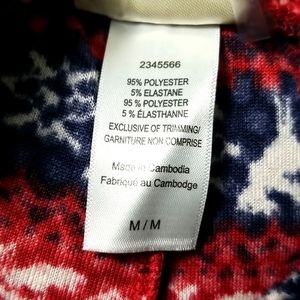 2345566
95% POLYESTER
5% ELASTANE
95 % POLYESTER
5 % ÉLASTHANNE
EXCLUSIVE OF TRIMMING/
GARNITURE NON COMPRISE
Made in Cambodia
Fabriqué au Cambodge
M / M